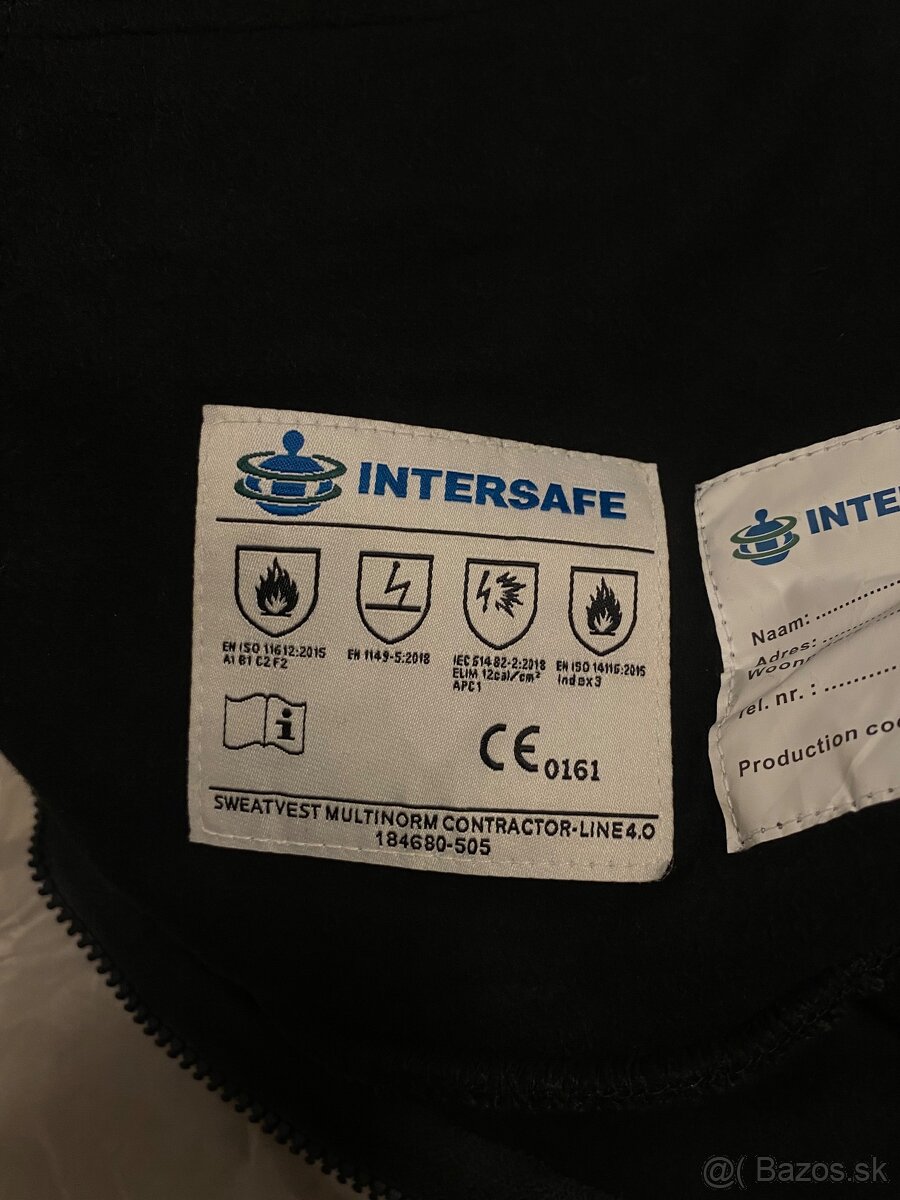 INTERSAFE
EN ISO 11612:2015
A1 B1 C2 F2
EN 1149-5:2018
IEC 61482-2:2018
ELIM 12cal/cm²
APC1
EN ISO 14116:2015
Index3
i
CE 0161
SWEATVEST MULTINORM CONTRACTOR-LINE 4.0
184680-505
INTE
Naam: ..........
Adres: ..........
Woon
Tel. nr. : ..........
Production co
@( Bazos.sk